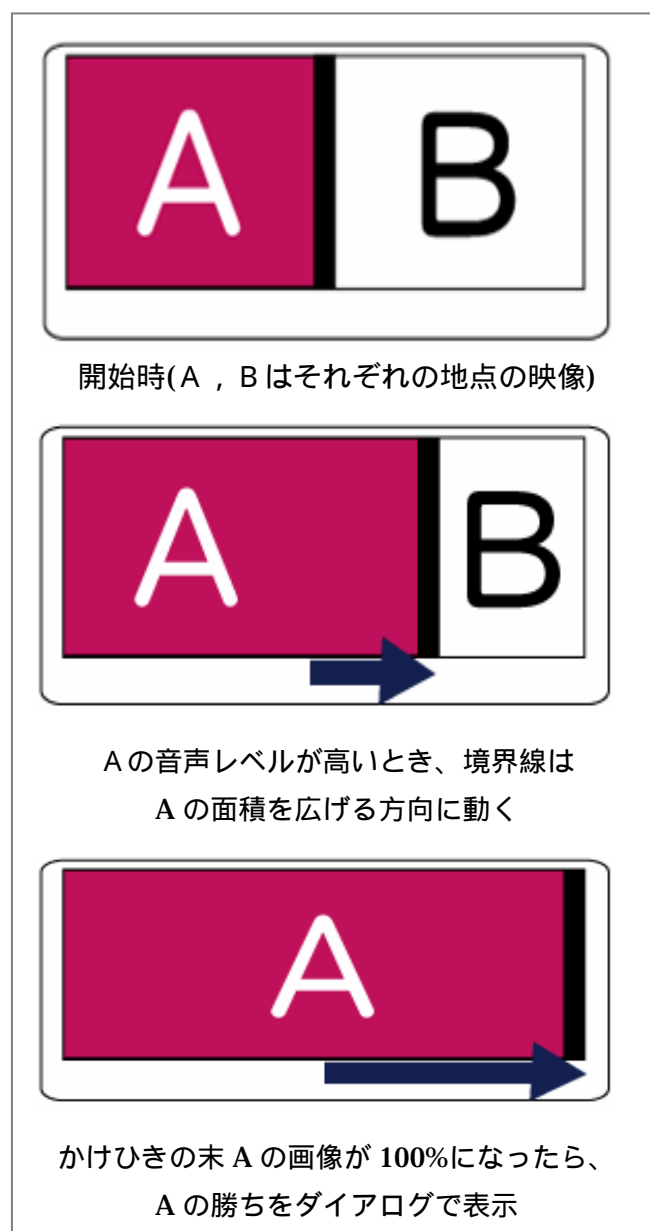 A B
開始時(Ａ，Ｂはそれぞれの地点の映像)
A B
Ａの音声レベルが高いとき、境界線は
A の面積を広げる方向に動く
A
かけひきの末 A の画像が 100%になったら、
A の勝ちをダイアログで表示